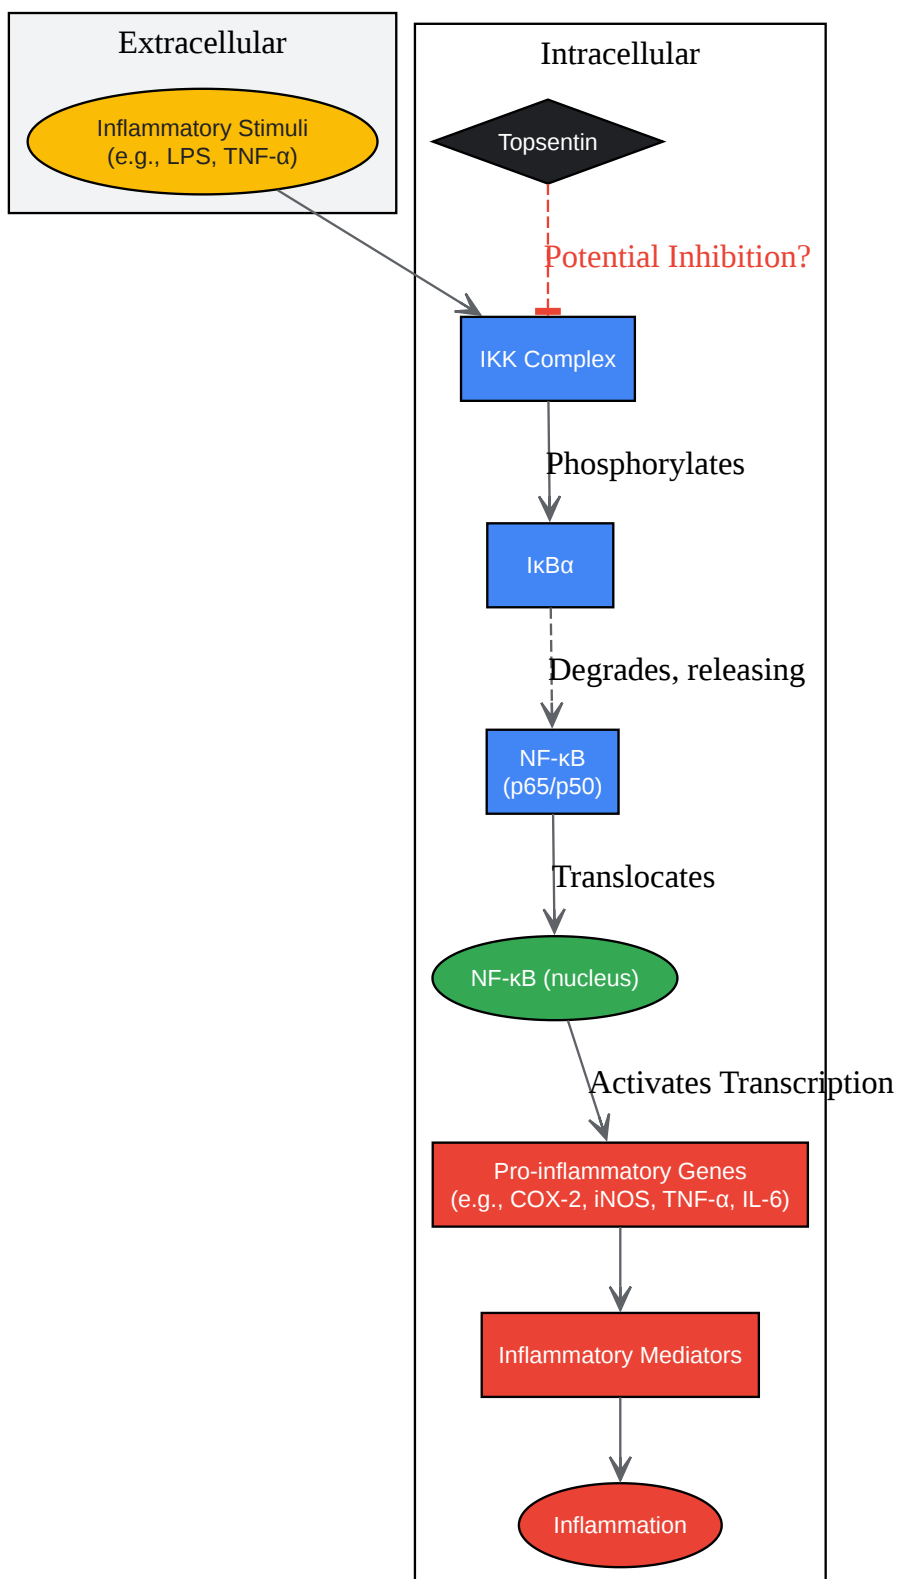 Extracellular
Inflammatory Stimuli
(e.g., LPS, TNF-α)
Intracellular
Topsentin
Potential Inhibition?
IKK Complex
Phosphorylates
IκBα
Degrades, releasing
NF-κB
(p65/p50)
Translocates
NF-κB (nucleus)
Activates Transcription
Pro-inflammatory Genes
(e.g., COX-2, iNOS, TNF-α, IL-6)
Inflammatory Mediators
Inflammation